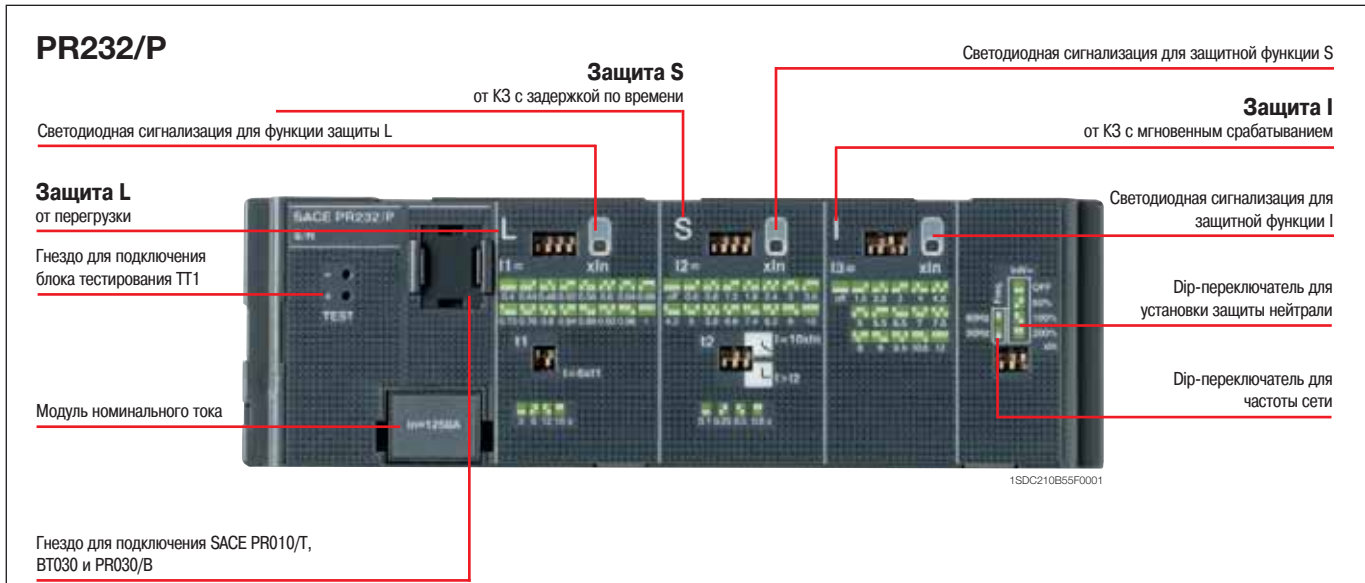 PR232/P
Светодиодная сигнализация для защитной функции S
Защита S
от КЗ с задержкой по времени
Защита I
от КЗ с мгновенным срабатыванием
Светодиодная сигнализация для функции защиты L
Защита L
от перегрузки
Светодиодная сигнализация для
защитной функции I
Гнездо для подключения
блока тестирования TT1
Dip-переключатель для
установки защиты нейтрали
Dip-переключатель для
частоты сети
Модуль номинального тока
Гнездо для подключения SACE PR010/T,
BT030 и PR030/B
SACE PR232/P
TEST
In=1250A
L
I1=
xIn
t1
S
I2=
xIn
t2
t=10xIn
I
I3=
xIn
OFF
50%
100%
200%
1SDC210B55F0001